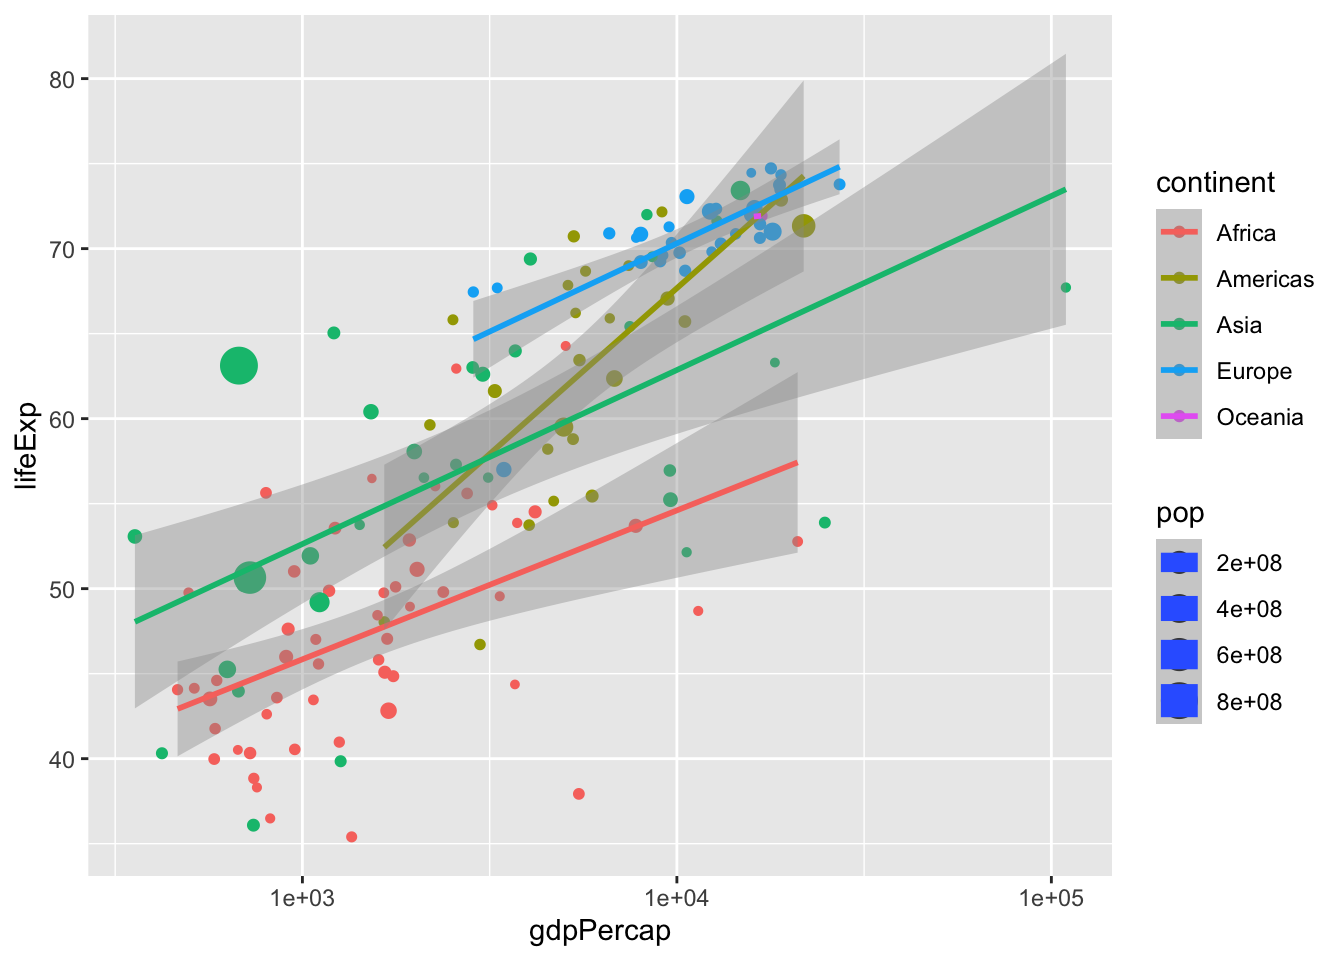 80
70
60
50
40
lifeExp
1e+03
1e+04
1e+05
gdpPercap
continent
Africa
Americas
Asia
Europe
Oceania
pop
2e+08
4e+08
6e+08
8e+08